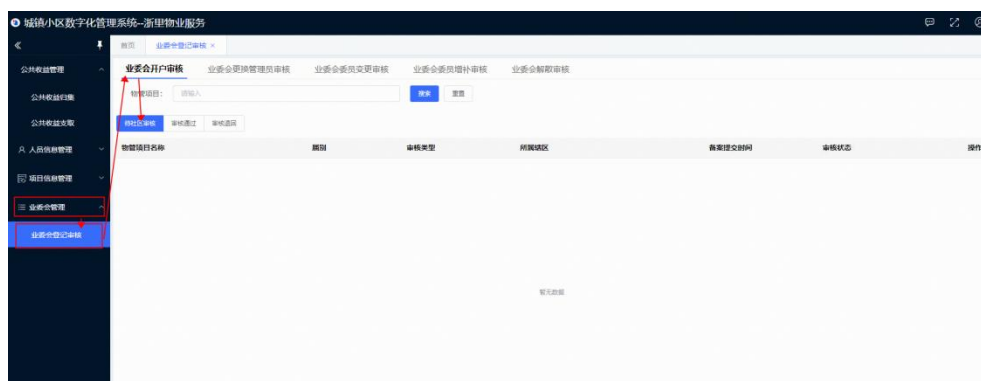 城镇小区数字化管理系统--浙里物业服务
首页 业委会登记审核 ×
公共收益管理
公共收益归集
公共收益支取
人员信息管理
项目信息管理
业委会管理
业委会登记审核
业委会开户审核 业委会更换管理员审核 业委会委员变更审核 业委会委员增补审核 业委会解散审核
物管项目： 请输入 搜索 重置
待社区审核 审核通过 审核退回
物管项目名称 届别 审核类型 所属辖区 备案提交时间 审核状态 操作
暂无数据